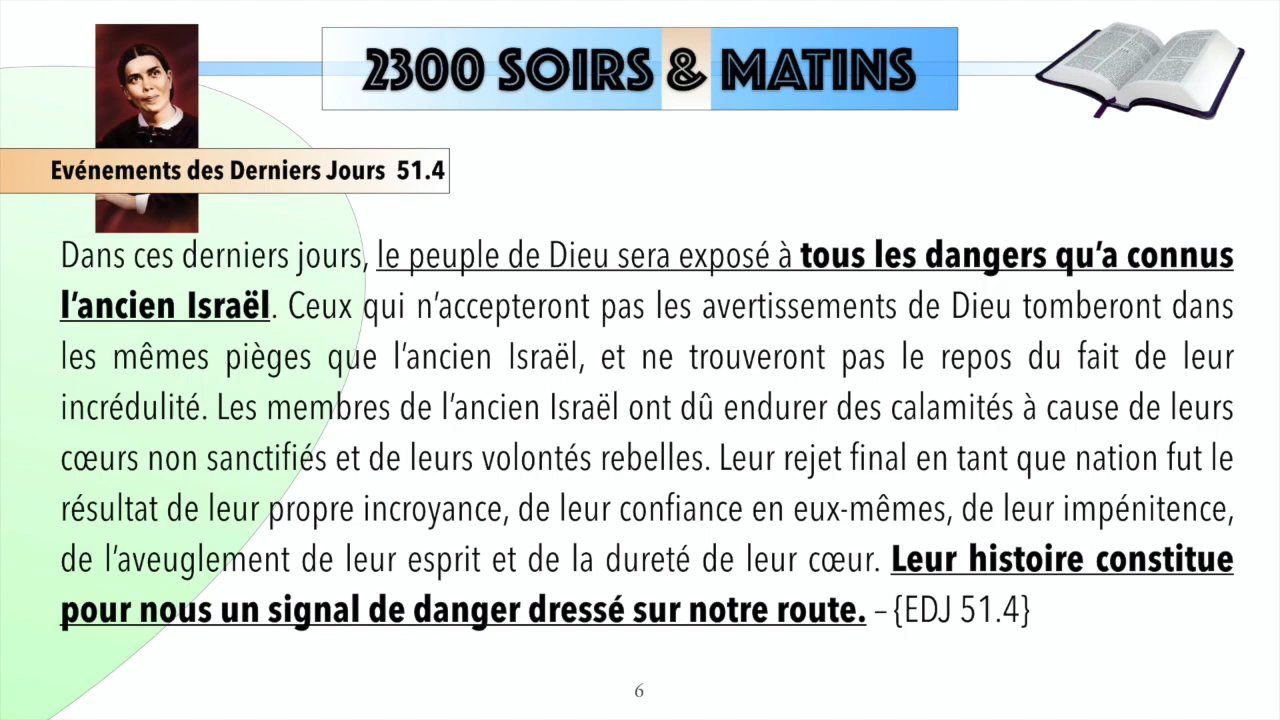 2300 SOIRS & MATINS
Evénements des Derniers Jours 51.4
Dans ces derniers jours, le peuple de Dieu sera exposé à tous les dangers qu’a connus
l’ancien Israël. Ceux qui n’accepteront pas les avertissements de Dieu tomberont dans
les mêmes pièges que l’ancien Israël, et ne trouveront pas le repos du fait de leur
incrédulité. Les membres de l’ancien Israël ont dû endurer des calamités à cause de leurs
cœurs non sanctifiés et de leurs volontés rebelles. Leur rejet final en tant que nation fut le
résultat de leur propre incroyance, de leur confiance en eux-mêmes, de leur impénitence,
de l’aveuglement de leur esprit et de la dureté de leur cœur. Leur histoire constitue
pour nous un signal de danger dressé sur notre route. – {EDJ 51.4}
6